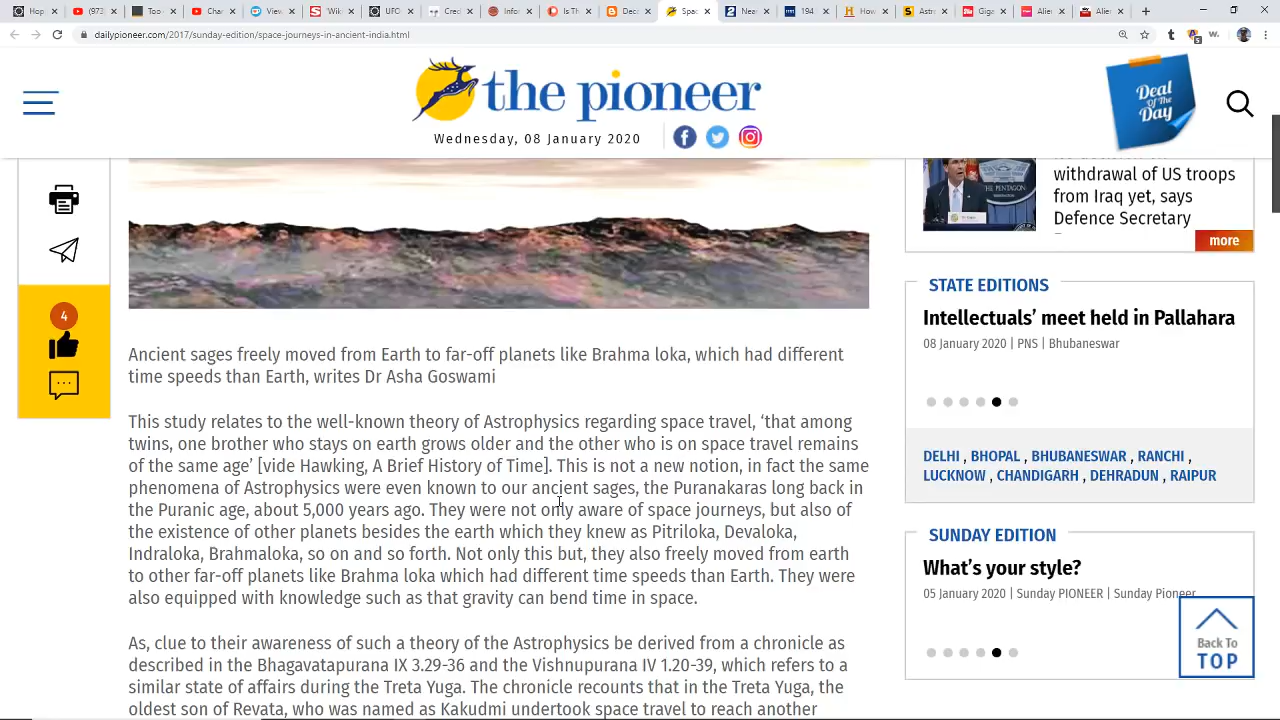 (973)
View
'Wik
UFC
Crec
Is Th
Dec
Spac
Nea
194
How
Astr
Gig
Alie
Alie
dailypioneer.com/2017/sunday-edition/space-journeys-in-ancient-india.html
the pioneer
Wednesday, 08 January 2020
Deal
Of The
Day
withdrawal of US troops
from Iraq yet, says
Defence Secretary
more
STATE EDITIONS
Intellectuals’ meet held in Pallahara
08 January 2020 | PNS | Bhubaneswar
DELHI , BHOPAL , BHUBANESWAR , RANCHI ,
LUCKNOW , CHANDIGARH , DEHRADUN , RAIPUR
SUNDAY EDITION
What’s your style?
05 January 2020 | Sunday PIONEER | Sunday Pioneer
Back To
TOP
4
Ancient sages freely moved from Earth to far-off planets like Brahma loka, which had different
time speeds than Earth, writes Dr Asha Goswami
This study relates to the well-known theory of Astrophysics regarding space travel, ‘that among
twins, one brother who stays on earth grows older and the other who is on space travel remains
of the same age’ [vide Hawking, A Brief History of Time]. This is not a new notion, in fact the same
phenomena of Astrophysics were even known to our ancient sages, the Puranakaras long back in
the Puranic age, about 5,000 years ago. They were not only aware of space journeys, but also of
the existence of other planets besides the earth which they knew as Pitriloka, Devaloka,
Indraloka, Brahmaloka, so on and so forth. Not only this but, they also freely moved from earth
to other far-off planets like Brahma loka which had different time speeds than Earth. They were
also equipped with knowledge such as that gravity can bend time in space.
As, clue to their awareness of such a theory of the Astrophysics be derived from a chronicle as
described in the Bhagavatapurana IX 3.29-36 and the Vishnupurana IV 1.20-39, which refers to a
similar state of affairs during the Treta Yuga. The chronicle recounts that in the Treta Yuga, the
oldest son of Revata, who was named as Kakudmi undertook space travel to reach another